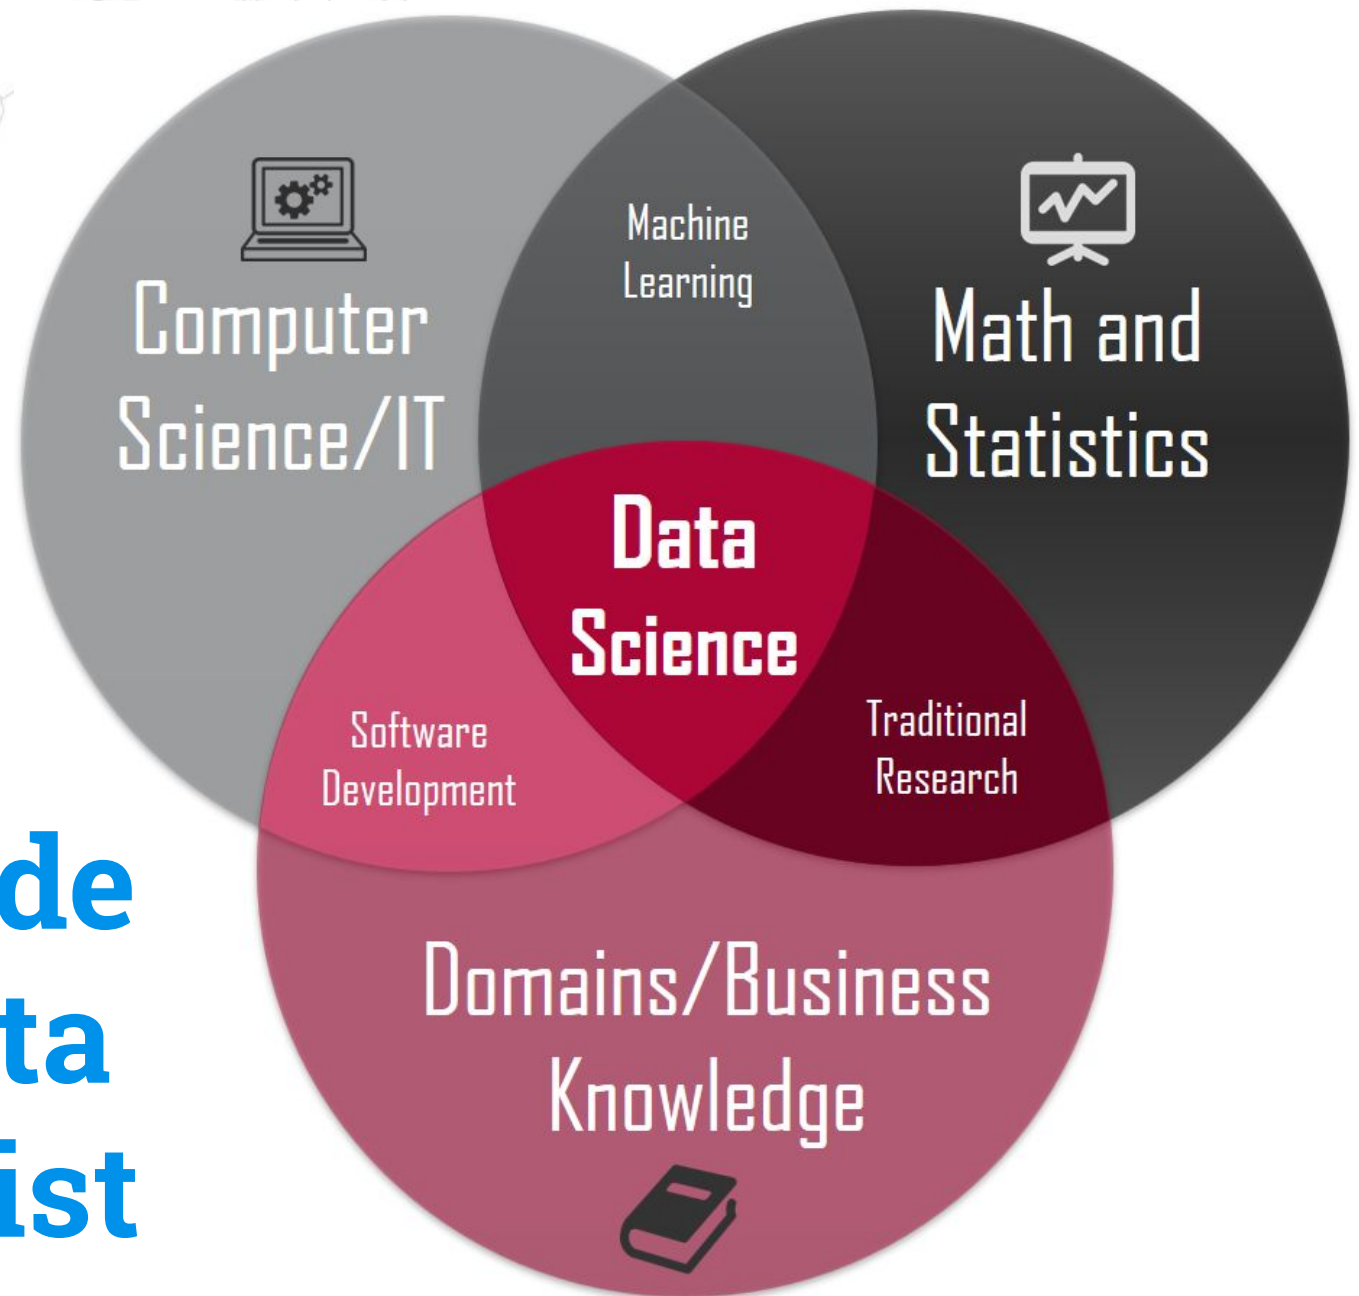 Machine
Learning
Computer
Science/IT
Math and
Statistics
Data
Science
Software
Development
Traditional
Research
de
ta
ist
Domains/Business
Knowledge